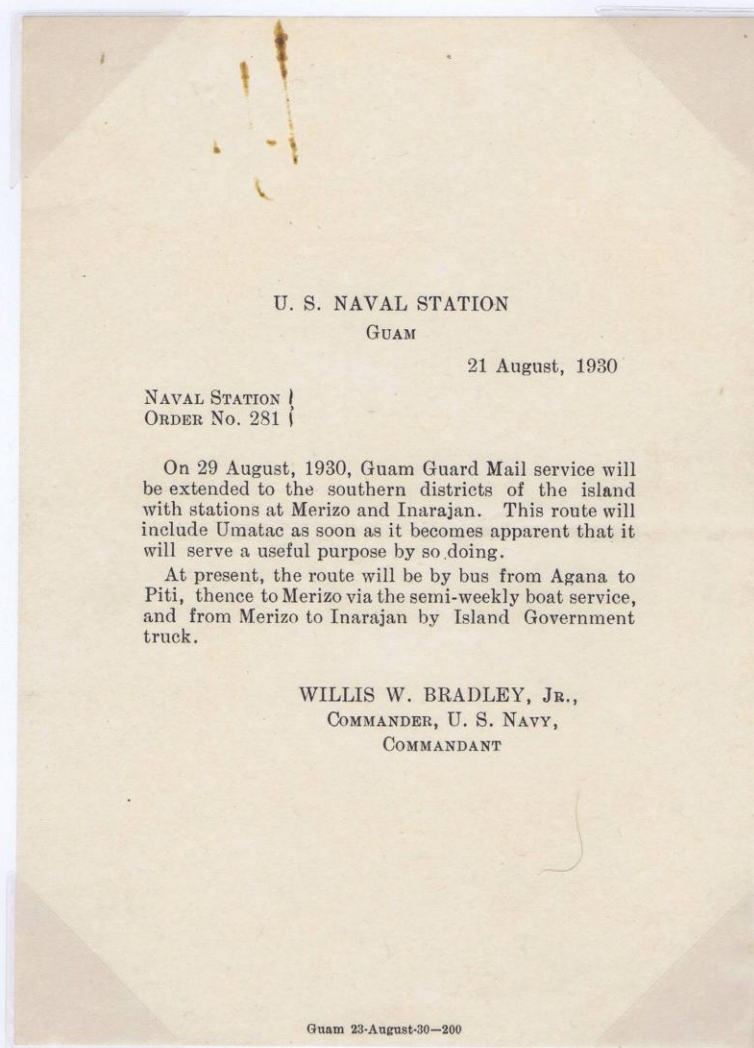 U. S. NAVAL STATION
GUAM
21 August, 1930
NAVAL STATION
ORDER NO. 281
On 29 August, 1930, Guam Guard Mail service will
be extended to the southern districts of the island
with stations at Merizo and Inarajan. This route will
include Umatac as soon as it becomes apparent that it
will serve a useful purpose by so doing.
At present, the route will be by bus from Agana to
Piti, thence to Merizo via the semi-weekly boat service,
and from Merizo to Inarajan by Island Government
truck.
WILLIS W. BRADLEY, JR.,
COMMANDER, U. S. NAVY,
COMMANDANT
Guam 23-August-30—200